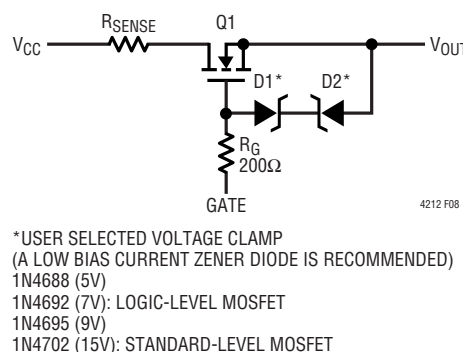 RSENSE
Q1
VCC
VOUT
D1*
D2*
RG
200Ω
GATE
4212 F08
*USER SELECTED VOLTAGE CLAMP
(A LOW BIAS CURRENT ZENER DIODE IS RECOMMENDED)
1N4688 (5V)
1N4692 (7V): LOGIC-LEVEL MOSFET
1N4695 (9V)
1N4702 (15V): STANDARD-LEVEL MOSFET